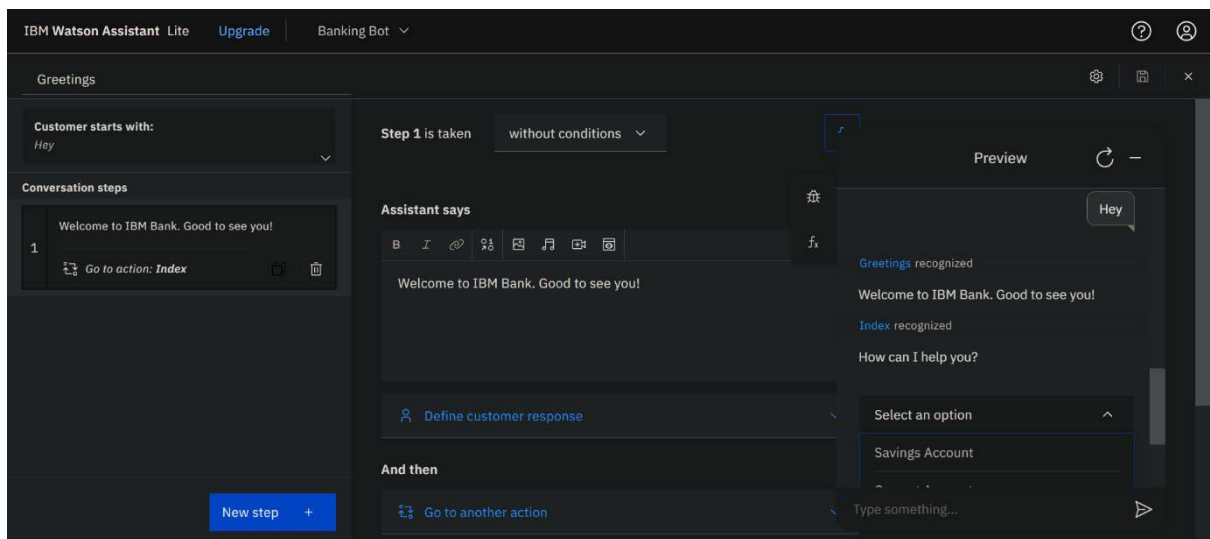 IBM Watson Assistant Lite Upgrade Banking Bot
Greetings
Customer starts with:
Hey
Conversation steps
1
Welcome to IBM Bank. Good to see you!
Go to action: Index
New step +
Step 1 is taken without conditions
Assistant says
B I
Welcome to IBM Bank. Good to see you!
Define customer response
And then
Go to another action
fx
Preview
Hey
Greetings recognized
Welcome to IBM Bank. Good to see you!
Index recognized
How can I help you?
Select an option
Savings Account
Type something...